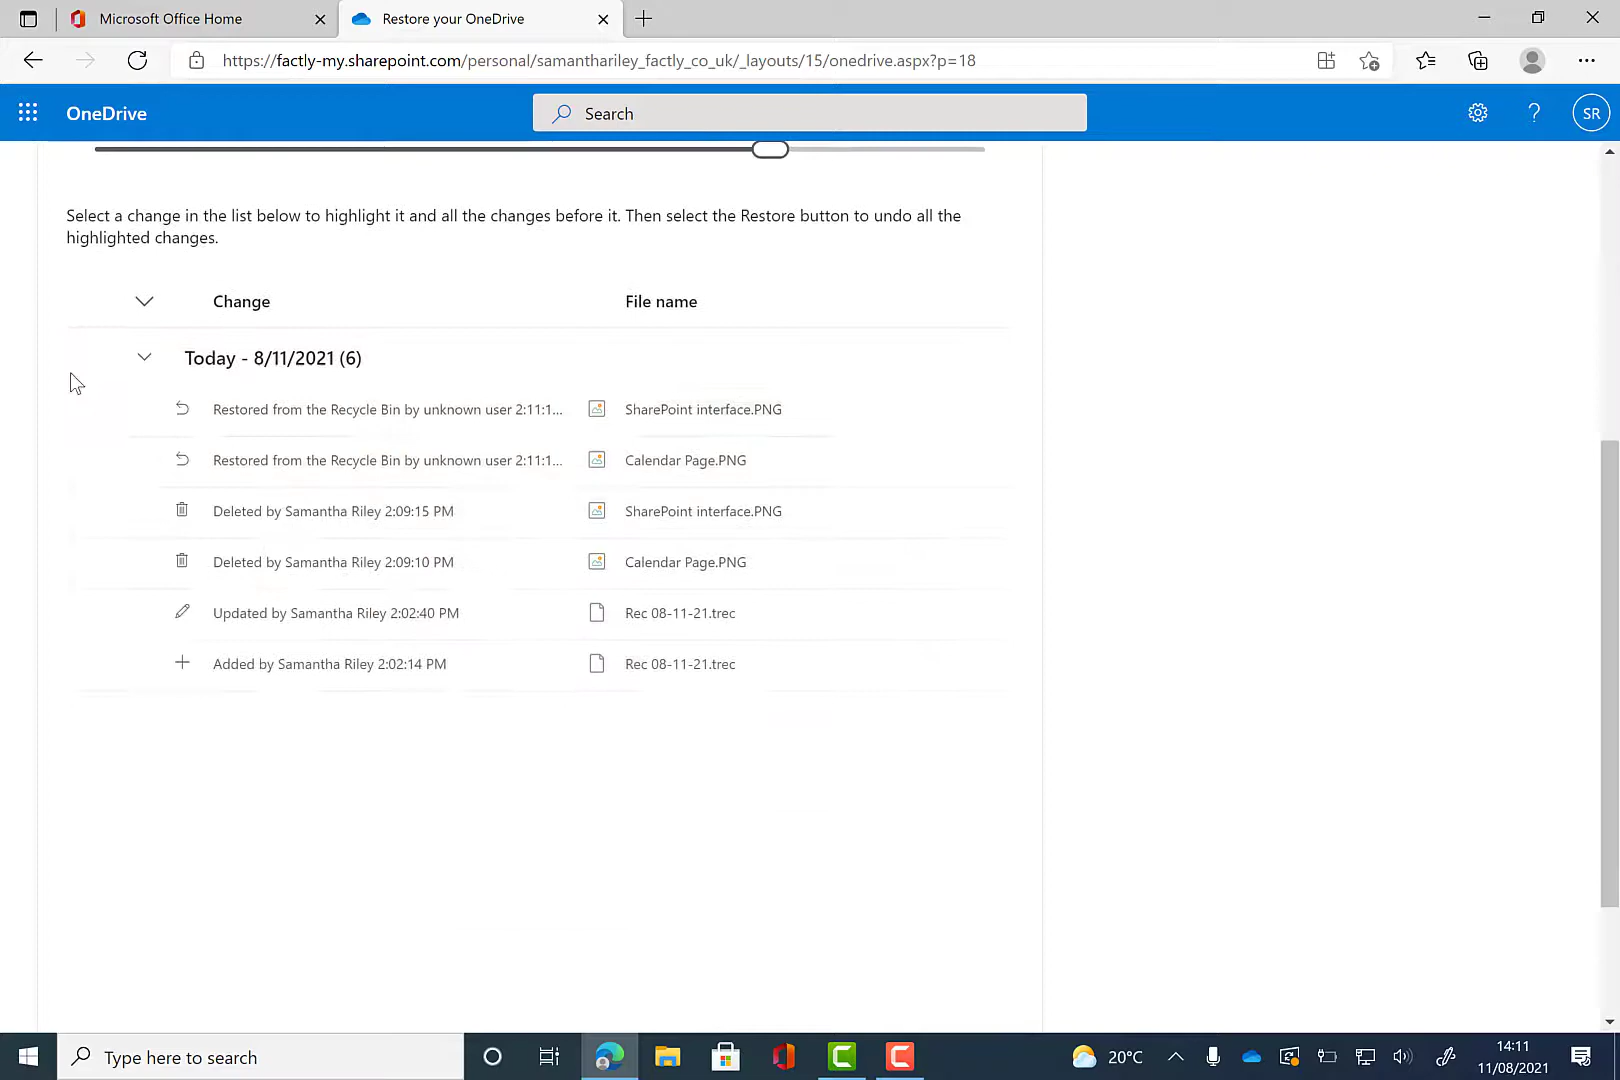 Microsoft Office Home
Restore your OneDrive
https://factly-my.sharepoint.com/personal/samanthariley_factly_co_uk/_layouts/15/onedrive.aspx?p=18
OneDrive
Search
?
SR
Select a change in the list below to highlight it and all the changes before it. Then select the Restore button to undo all the
highlighted changes.
Change
File name
Today - 8/11/2021 (6)
Restored from the Recycle Bin by unknown user 2:11:1...
SharePoint interface.PNG
Restored from the Recycle Bin by unknown user 2:11:1...
Calendar Page.PNG
Deleted by Samantha Riley 2:09:15 PM
SharePoint interface.PNG
Deleted by Samantha Riley 2:09:10 PM
Calendar Page.PNG
Updated by Samantha Riley 2:02:40 PM
Rec 08-11-21.trec
Added by Samantha Riley 2:02:14 PM
Rec 08-11-21.trec
Type here to search
20°C
14:11
11/08/2021